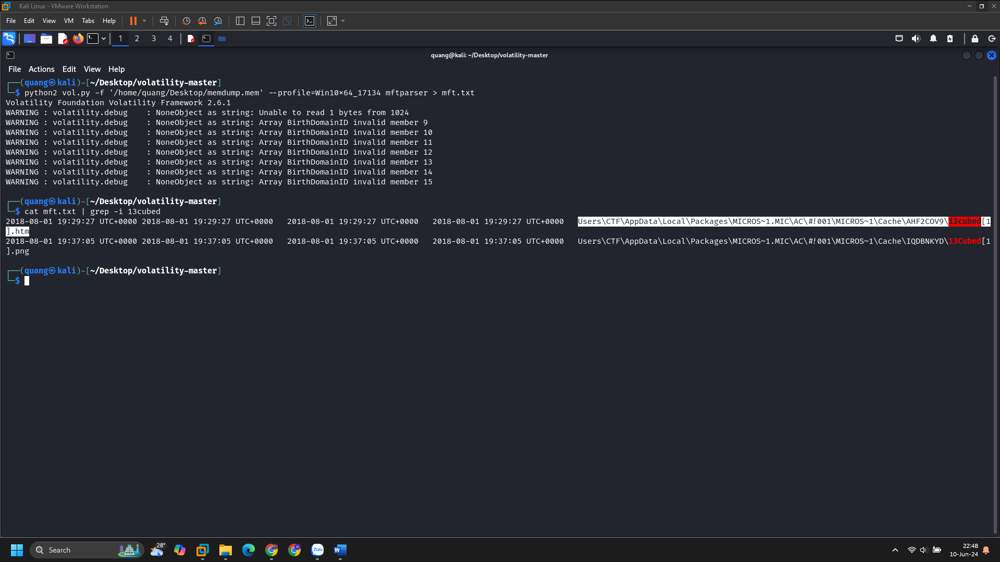 Kali Linux - VMware Workstation
File Edit View VM Tabs Help
1 2 3 4
quang@kali: ~/Desktop/volatility-master
File Actions Edit View Help
┌──(quang㉿kali)-[~/Desktop/volatility-master]
└─$ python2 vol.py -f '/home/quang/Desktop/memdump.mem' --profile=Win10×64_17134 mftparser > mft.txt
Volatility Foundation Volatility Framework 2.6.1
WARNING : volatility.debug    : NoneObject as string: Unable to read 1 bytes from 1024
WARNING : volatility.debug    : NoneObject as string: Array BirthDomainID invalid member 9
WARNING : volatility.debug    : NoneObject as string: Array BirthDomainID invalid member 10
WARNING : volatility.debug    : NoneObject as string: Array BirthDomainID invalid member 11
WARNING : volatility.debug    : NoneObject as string: Array BirthDomainID invalid member 12
WARNING : volatility.debug    : NoneObject as string: Array BirthDomainID invalid member 13
WARNING : volatility.debug    : NoneObject as string: Array BirthDomainID invalid member 14
WARNING : volatility.debug    : NoneObject as string: Array BirthDomainID invalid member 15
┌──(quang㉿kali)-[~/Desktop/volatility-master]
└─$ cat mft.txt | grep -i 13cubed
2018-08-01 19:29:27 UTC+0000 2018-08-01 19:29:27 UTC+0000   2018-08-01 19:29:27 UTC+0000   2018-08-01 19:29:27 UTC+0000   Users\CTF\AppData\Local\Packages\MICROS~1.MIC\AC\#!001\MICROS~1\Cache\AHF2COV9\13cubed[1
].htm
2018-08-01 19:37:05 UTC+0000 2018-08-01 19:37:05 UTC+0000   2018-08-01 19:37:05 UTC+0000   2018-08-01 19:37:05 UTC+0000   Users\CTF\AppData\Local\Packages\MICROS~1.MIC\AC\#!001\MICROS~1\Cache\IQDBNKYD\13Cubed[1
].png
┌──(quang㉿kali)-[~/Desktop/volatility-master]
└─$
Search
28°
Zalo
22:48
10-Jun-24